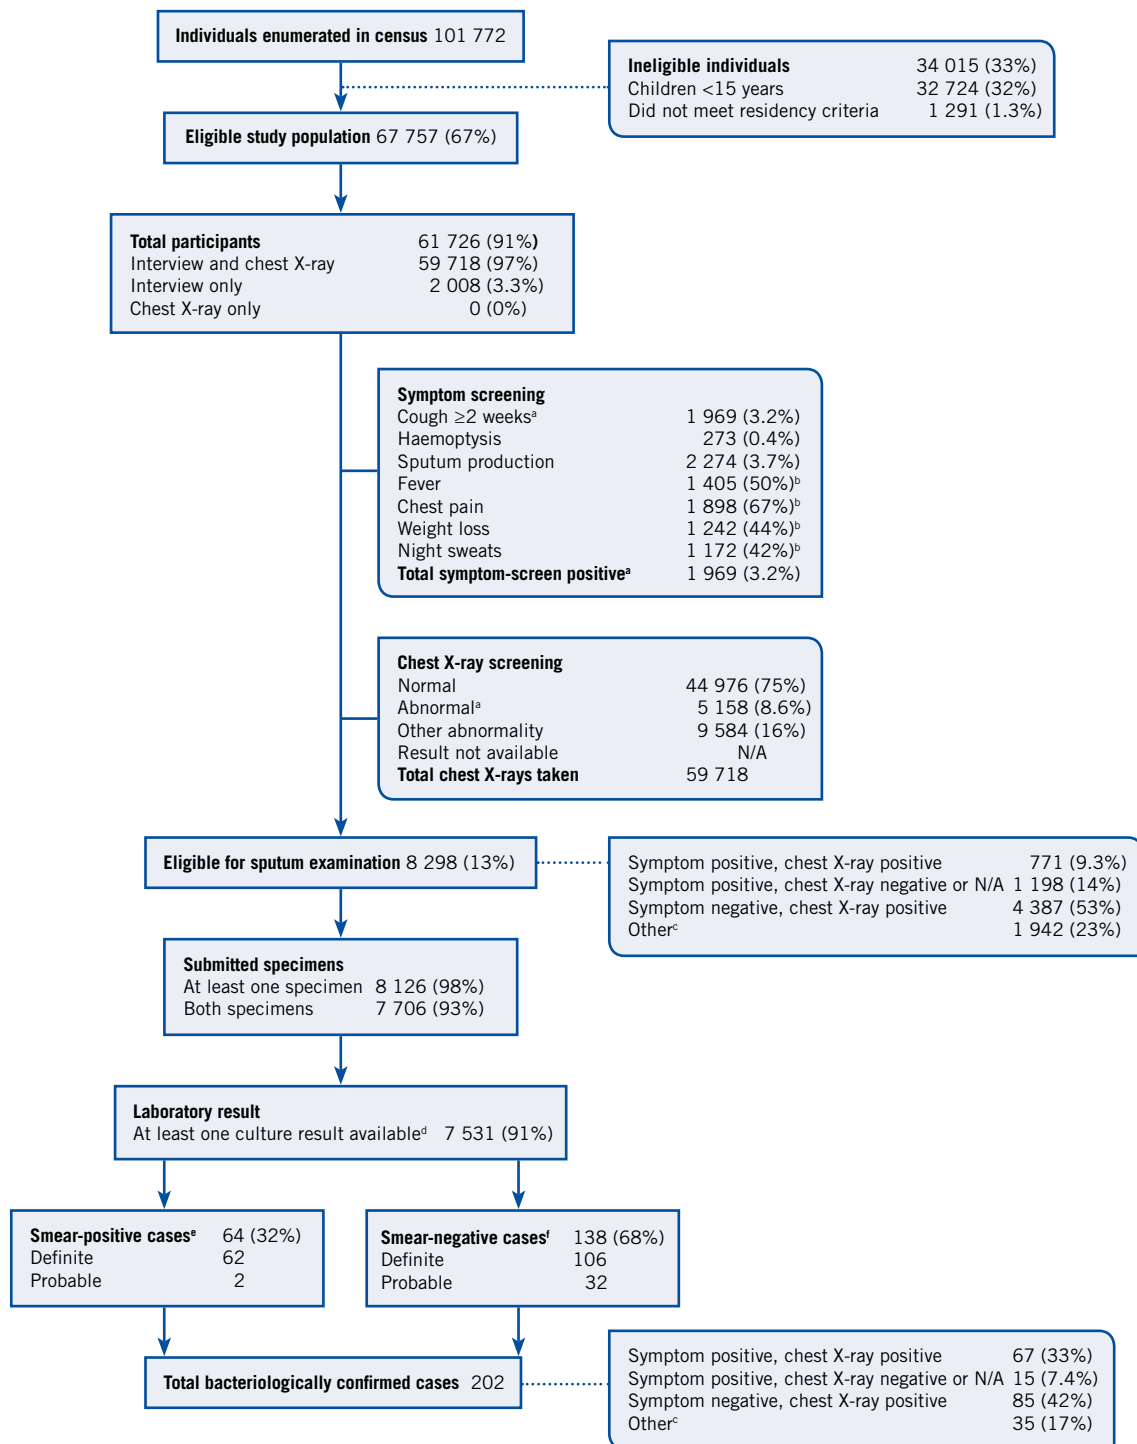 Individuals enumerated in census 101 772
Ineligible individuals 34 015 (33%)
Children <15 years 32 724 (32%)
Did not meet residency criteria 1 291 (1.3%)
Eligible study population 67 757 (67%)
Total participants 61 726 (91%)
Interview and chest X-ray 59 718 (97%)
Interview only 2 008 (3.3%)
Chest X-ray only 0 (0%)
Symptom screening
Cough ≥2 weeksᵃ 1 969 (3.2%)
Haemoptysis 273 (0.4%)
Sputum production 2 274 (3.7%)
Fever 1 405 (50%)ᵇ
Chest pain 1 898 (67%)ᵇ
Weight loss 1 242 (44%)ᵇ
Night sweats 1 172 (42%)ᵇ
Total symptom-screen positiveᵃ 1 969 (3.2%)
Chest X-ray screening
Normal 44 976 (75%)
Abnormalᵃ 5 158 (8.6%)
Other abnormality 9 584 (16%)
Result not available N/A
Total chest X-rays taken 59 718
Eligible for sputum examination 8 298 (13%)
Symptom positive, chest X-ray positive 771 (9.3%)
Symptom positive, chest X-ray negative or N/A 1 198 (14%)
Symptom negative, chest X-ray positive 4 387 (53%)
Otherᶜ 1 942 (23%)
Submitted specimens
At least one specimen 8 126 (98%)
Both specimens 7 706 (93%)
Laboratory result
At least one culture result availableᵈ 7 531 (91%)
Smear-positive casesᵉ 64 (32%)
Definite 62
Probable 2
Smear-negative casesᶠ 138 (68%)
Definite 106
Probable 32
Total bacteriologically confirmed cases 202
Symptom positive, chest X-ray positive 67 (33%)
Symptom positive, chest X-ray negative or N/A 15 (7.4%)
Symptom negative, chest X-ray positive 85 (42%)
Otherᶜ 35 (17%)